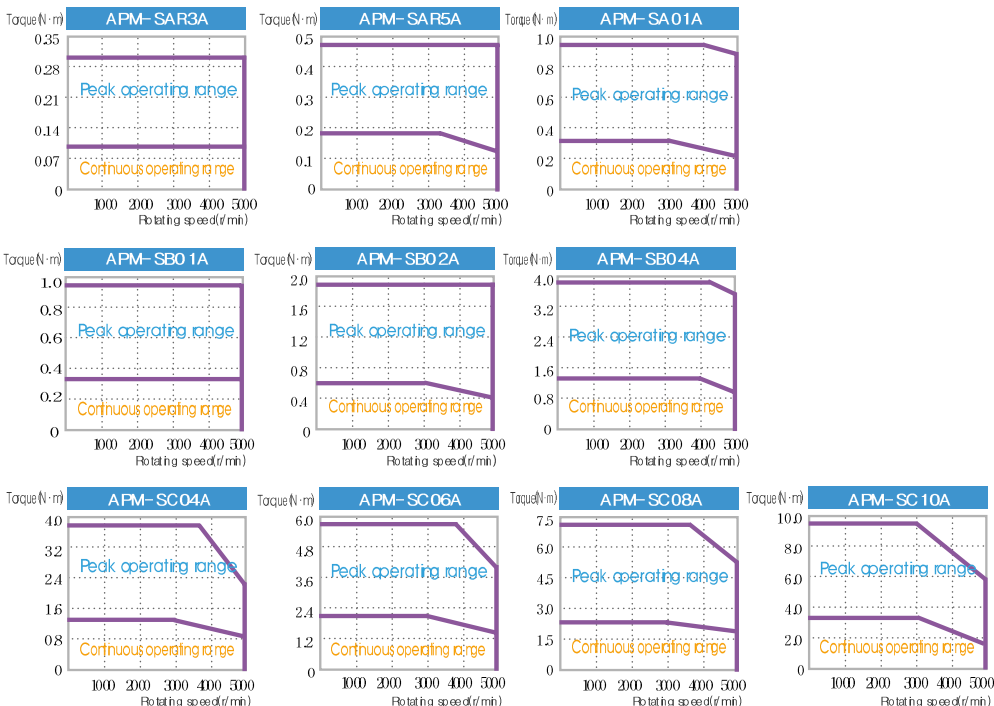 Torque(N·m) APM-SAR3A
0.35
0.28
0.21
0.14
0.07
0
Peak operating range
Continuous operating range
1000 2000 3000 4000 5000
Rotating speed(r/min)
Torque(N·m) APM-SAR5A
0.5
0.4
0.3
0.2
0.1
0
Peak operating range
Continuous operating range
1000 2000 3000 4000 5000
Rotating speed(r/min)
Torque(N·m) APM-SA01A
1.0
0.8
0.6
0.4
0.2
0
Peak operating range
Continuous operating range
1000 2000 3000 4000 5000
Rotating speed(r/min)
Torque(N·m) APM-SB01A
1.0
0.8
0.6
0.4
0.2
0
Peak operating range
Continuous operating range
1000 2000 3000 4000 5000
Rotating speed(r/min)
Torque(N·m) APM-SB02A
2.0
1.6
1.2
0.8
0.4
0
Peak operating range
Continuous operating range
1000 2000 3000 4000 5000
Rotating speed(r/min)
Torque(N·m) APM-SB04A
4.0
3.2
2.4
1.6
0.8
0
Peak operating range
Continuous operating range
1000 2000 3000 4000 5000
Rotating speed(r/min)
Torque(N·m) APM-SC04A
4.0
3.2
2.4
1.6
0.8
0
Peak operating range
Continuous operating range
1000 2000 3000 4000 5000
Rotating speed(r/min)
Torque(N·m) APM-SC06A
6.0
4.8
3.6
2.4
1.2
0
Peak operating range
Continuous operating range
1000 2000 3000 4000 5000
Rotating speed(r/min)
Torque(N·m) APM-SC08A
7.5
6.0
4.5
3.0
1.5
0
Peak operating range
Continuous operating range
1000 2000 3000 4000 5000
Rotating speed(r/min)
Torque(N·m) APM-SC10A
10.0
8.0
6.0
4.0
2.0
0
Peak operating range
Continuous operating range
1000 2000 3000 4000 5000
Rotating speed(r/min)